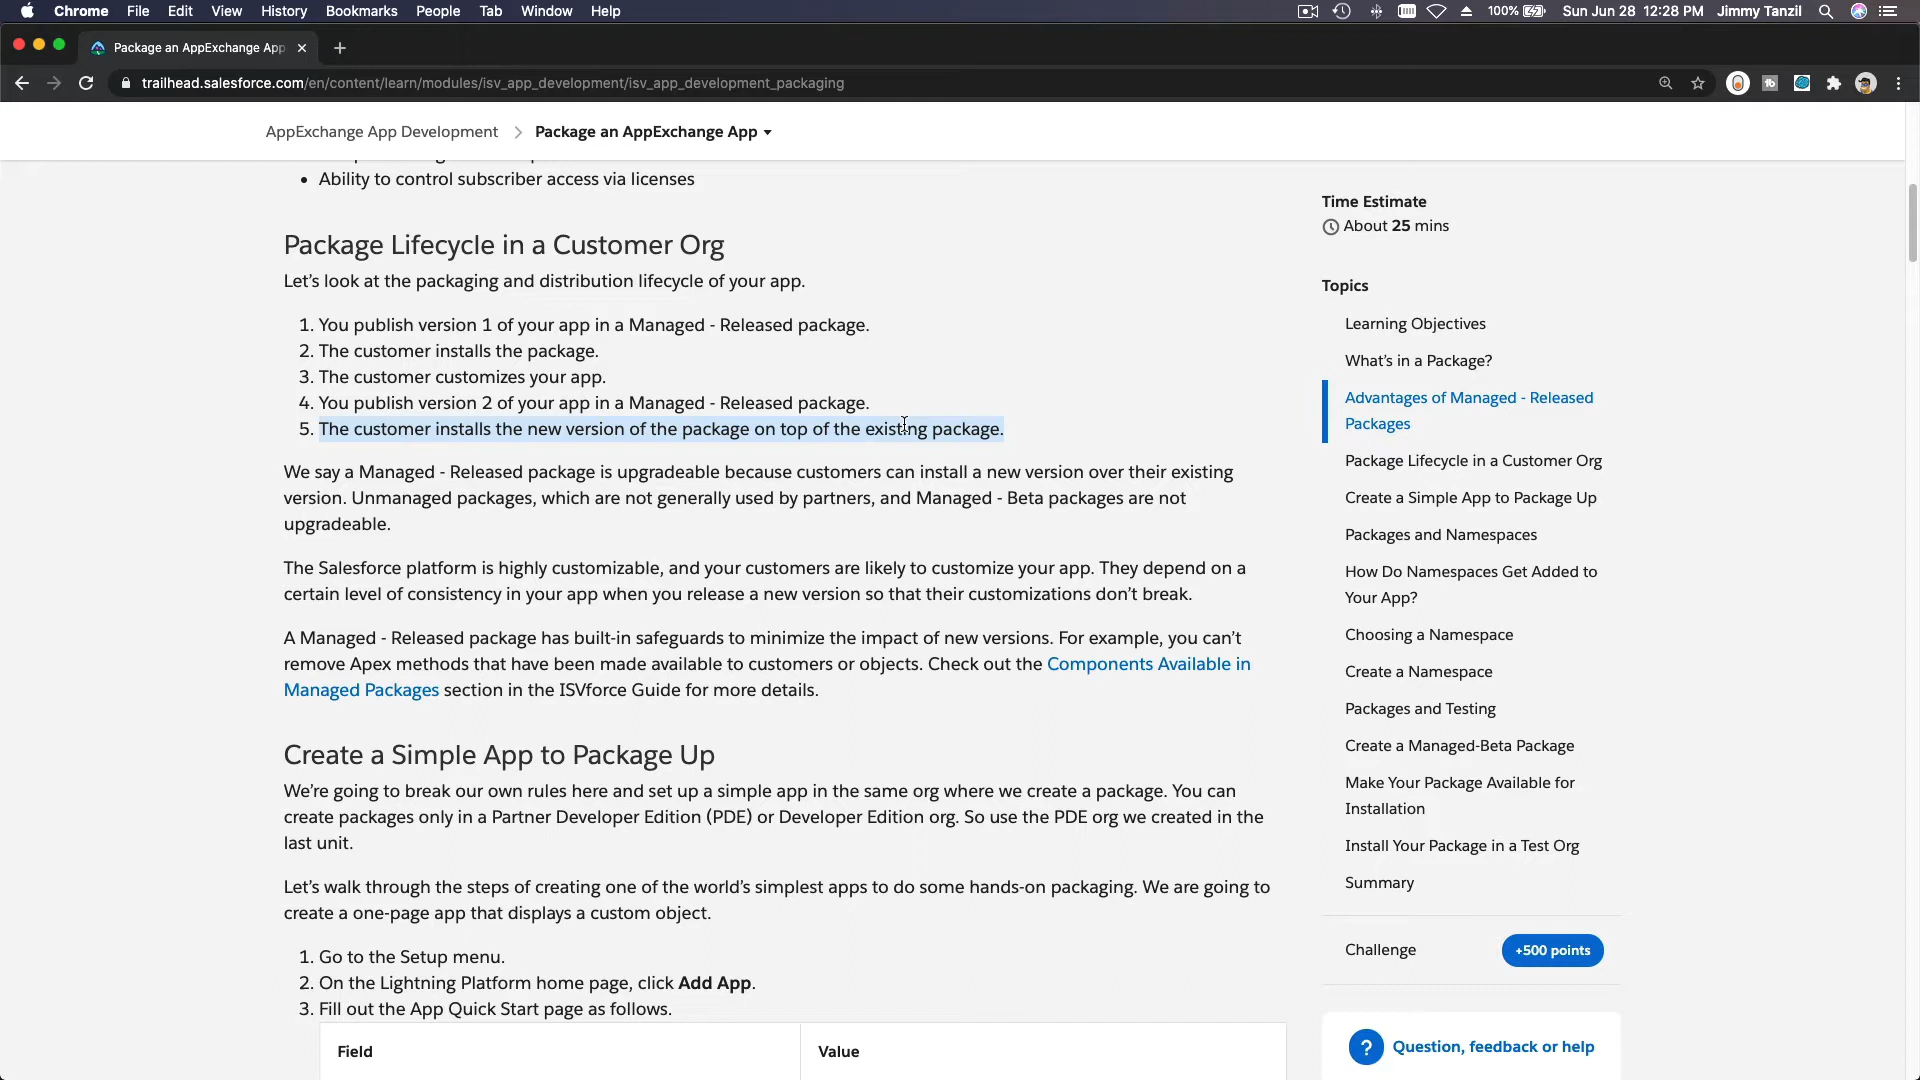 Chrome File Edit View History Bookmarks People Tab Window Help 100% Sun Jun 28 12:28 PM Jimmy Tanzil
Package an AppExchange App
trailhead.salesforce.com/en/content/learn/modules/isv_app_development/isv_app_development_packaging
AppExchange App Development > Package an AppExchange App
• Ability to control subscriber access via licenses
Package Lifecycle in a Customer Org
Let's look at the packaging and distribution lifecycle of your app.
1. You publish version 1 of your app in a Managed - Released package.
2. The customer installs the package.
3. The customer customizes your app.
4. You publish version 2 of your app in a Managed - Released package.
5. The customer installs the new version of the package on top of the existing package.
We say a Managed - Released package is upgradeable because customers can install a new version over their existing
version. Unmanaged packages, which are not generally used by partners, and Managed - Beta packages are not
upgradeable.
The Salesforce platform is highly customizable, and your customers are likely to customize your app. They depend on a
certain level of consistency in your app when you release a new version so that their customizations don't break.
A Managed - Released package has built-in safeguards to minimize the impact of new versions. For example, you can't
remove Apex methods that have been made available to customers or objects. Check out the Components Available in
Managed Packages section in the ISVforce Guide for more details.
Create a Simple App to Package Up
We're going to break our own rules here and set up a simple app in the same org where we create a package. You can
create packages only in a Partner Developer Edition (PDE) or Developer Edition org. So use the PDE org we created in the
last unit.
Let's walk through the steps of creating one of the world's simplest apps to do some hands-on packaging. We are going to
create a one-page app that displays a custom object.
1. Go to the Setup menu.
2. On the Lightning Platform home page, click Add App.
3. Fill out the App Quick Start page as follows.
Field Value
Time Estimate
About 25 mins
Topics
Learning Objectives
What's in a Package?
Advantages of Managed - Released
Packages
Package Lifecycle in a Customer Org
Create a Simple App to Package Up
Packages and Namespaces
How Do Namespaces Get Added to
Your App?
Choosing a Namespace
Create a Namespace
Packages and Testing
Create a Managed-Beta Package
Make Your Package Available for
Installation
Install Your Package in a Test Org
Summary
Challenge +500 points
? Question, feedback or help